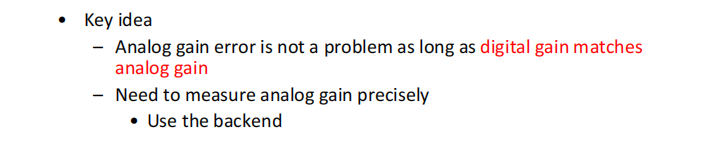 • Key idea
– Analog gain error is not a problem as long as digital gain matches
analog gain
– Need to measure analog gain precisely
• Use the backend